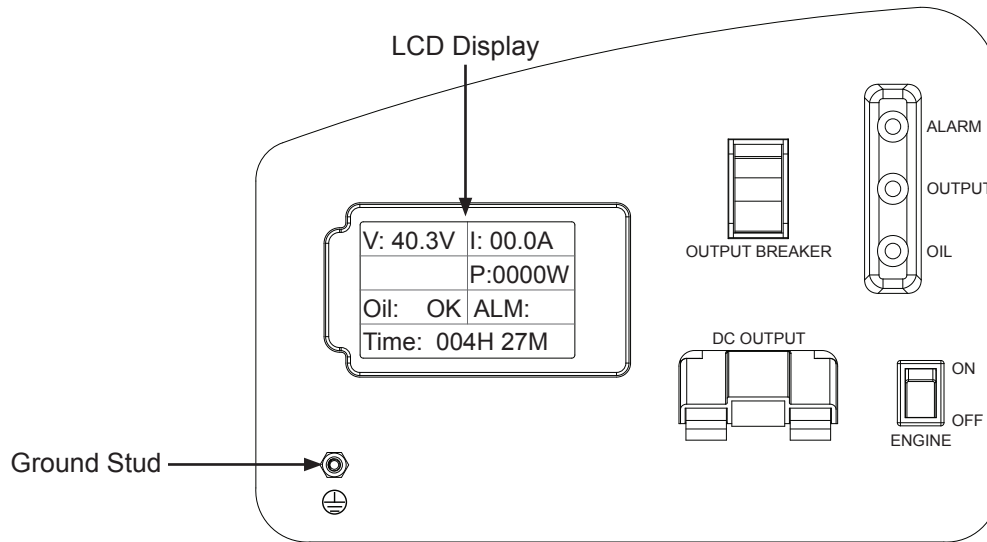 LCD Display
ALARM
OUTPUT
OIL
OUTPUT BREAKER
V: 40.3V I: 00.0A
P:0000W
Oil: OK ALM:
Time: 004H 27M
DC OUTPUT
ON
OFF
ENGINE
Ground Stud